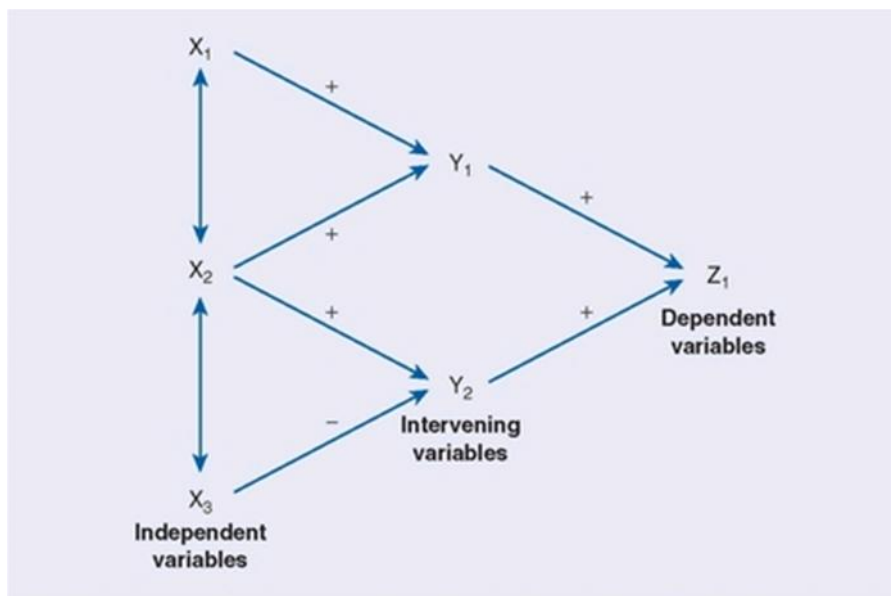 X₁
+
Y₁
+
+
X₂
Z₁
+
+
Dependent
variables
Y₂
−
Intervening
variables
X₃
Independent
variables